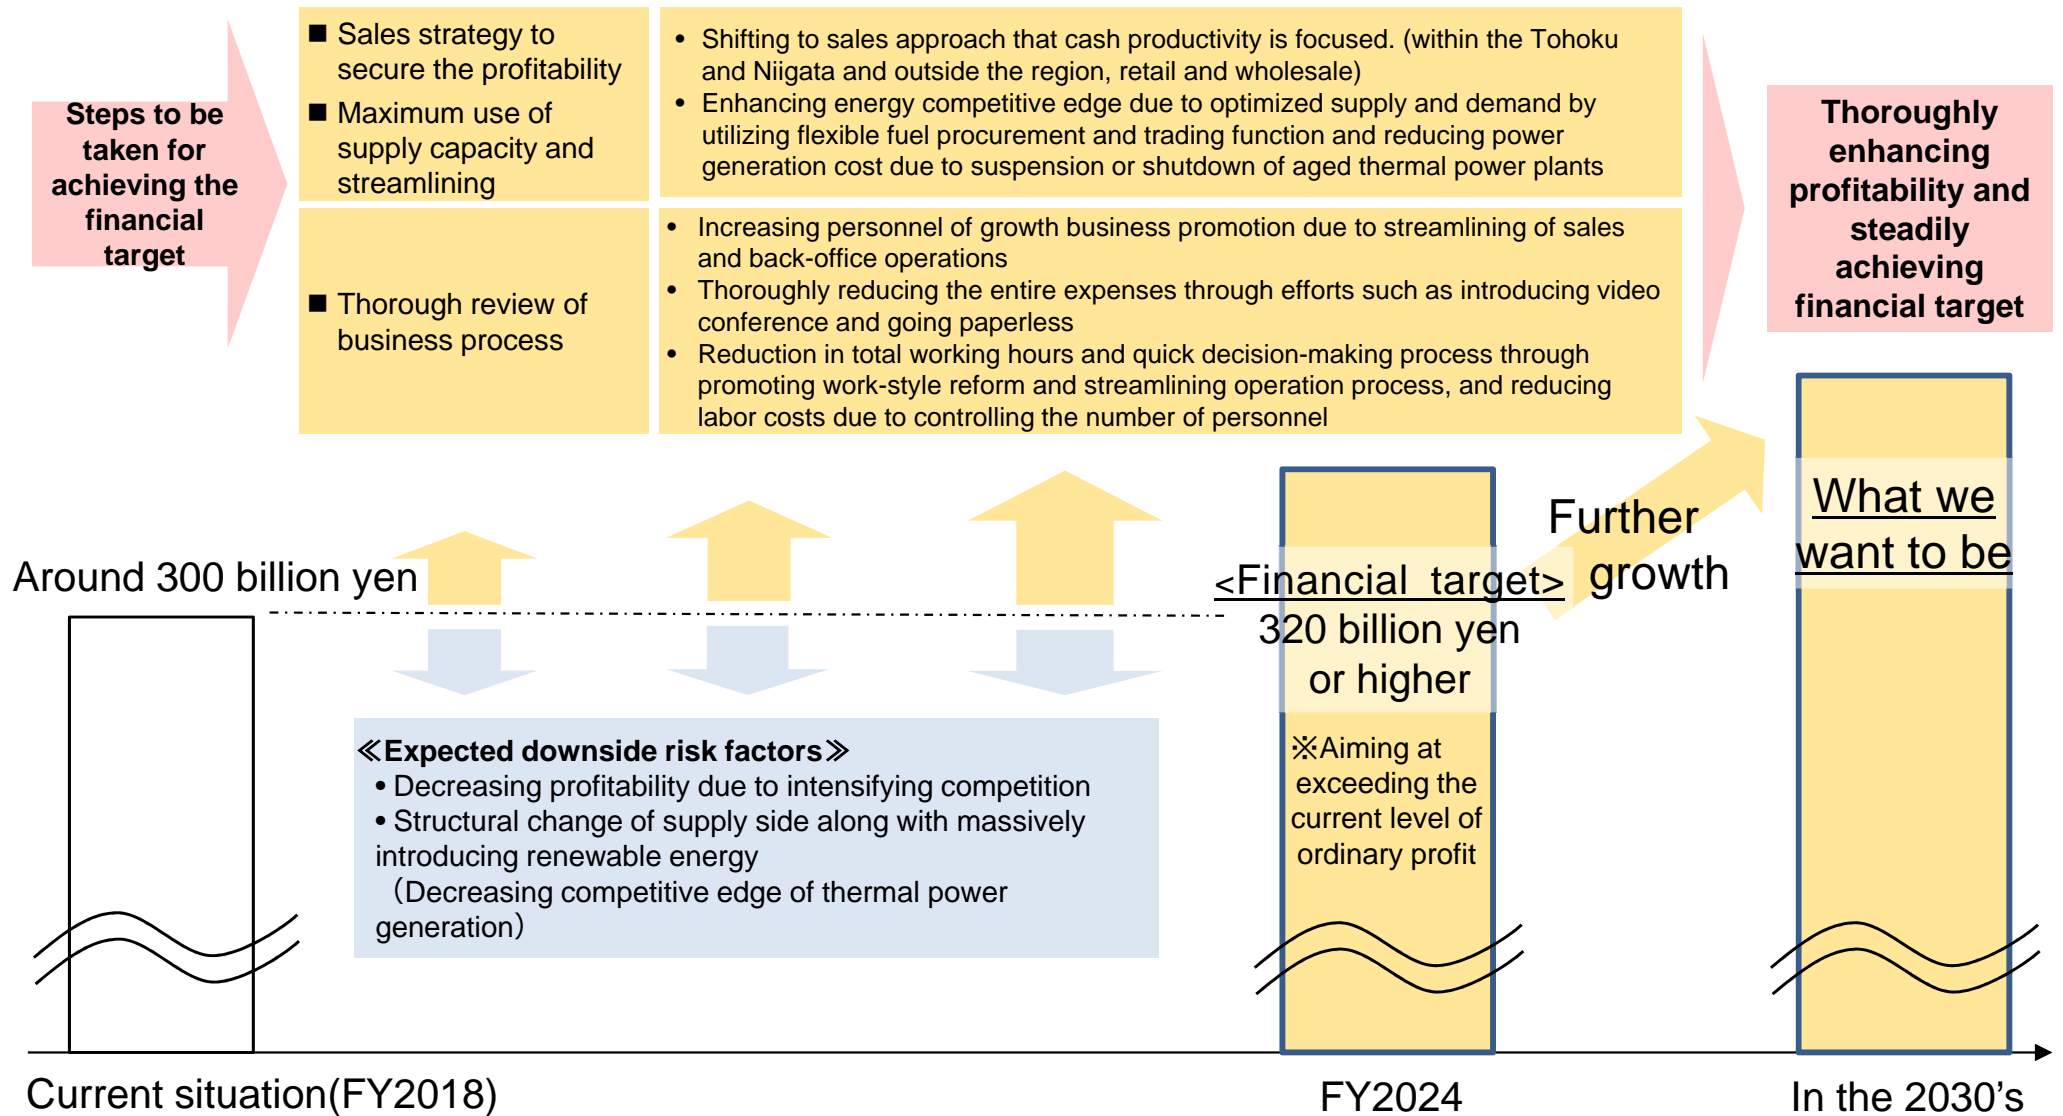 Steps to be
taken for
achieving the
financial
target
■ Sales strategy to
secure the profitability
■ Maximum use of
supply capacity and
streamlining
• Shifting to sales approach that cash productivity is focused. (within the Tohoku
and Niigata and outside the region, retail and wholesale)
• Enhancing energy competitive edge due to optimized supply and demand by
utilizing flexible fuel procurement and trading function and reducing power
generation cost due to suspension or shutdown of aged thermal power plants
■ Thorough review of
business process
• Increasing personnel of growth business promotion due to streamlining of sales
and back-office operations
• Thoroughly reducing the entire expenses through efforts such as introducing video
conference and going paperless
• Reduction in total working hours and quick decision-making process through
promoting work-style reform and streamlining operation process, and reducing
labor costs due to controlling the number of personnel
Thoroughly
enhancing
profitability and
steadily
achieving
financial target
Around 300 billion yen
≪Expected downside risk factors≫
• Decreasing profitability due to intensifying competition
• Structural change of supply side along with massively
introducing renewable energy
（Decreasing competitive edge of thermal power
generation）
<Financial target>
320 billion yen
or higher
※Aiming at
exceeding the
current level of
ordinary profit
Further
growth
What we
want to be
Current situation(FY2018)
FY2024
In the 2030's